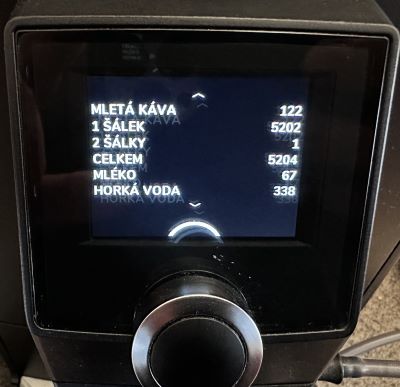 MLETÁ KÁVA 122
1 ŠÁLEK 5202
2 ŠÁLKY 1
CELKEM 5204
MLÉKO 67
HORKÁ VODA 338